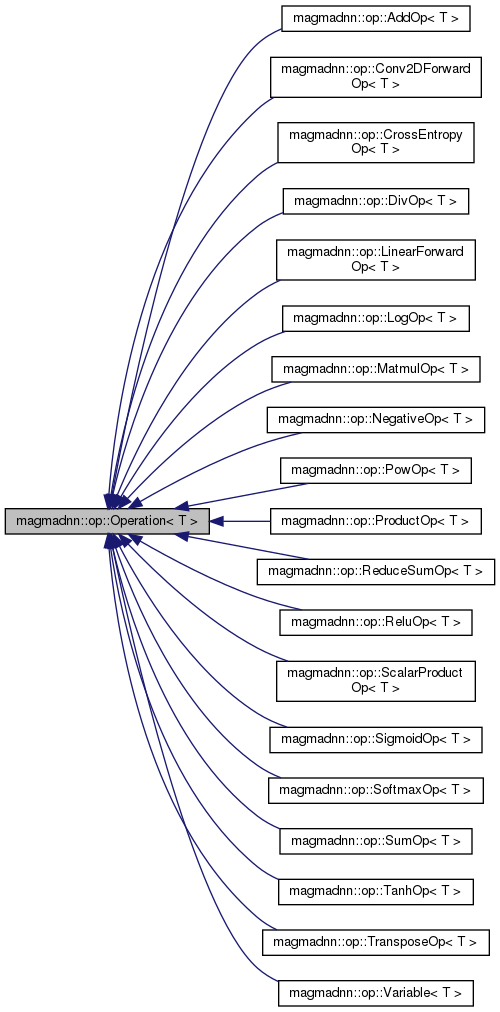 magmadnn::op::AddOp< T >
magmadnn::op::Conv2DForward
Op< T >
magmadnn::op::CrossEntropy
Op< T >
magmadnn::op::DivOp< T >
magmadnn::op::LinearForward
Op< T >
magmadnn::op::LogOp< T >
magmadnn::op::MatmulOp< T >
magmadnn::op::NegativeOp< T >
magmadnn::op::PowOp< T >
magmadnn::op::Operation< T >
magmadnn::op::ProductOp< T >
magmadnn::op::ReduceSumOp< T >
magmadnn::op::ReluOp< T >
magmadnn::op::ScalarProduct
Op< T >
magmadnn::op::SigmoidOp< T >
magmadnn::op::SoftmaxOp< T >
magmadnn::op::SumOp< T >
magmadnn::op::TanhOp< T >
magmadnn::op::TransposeOp< T >
magmadnn::op::Variable< T >